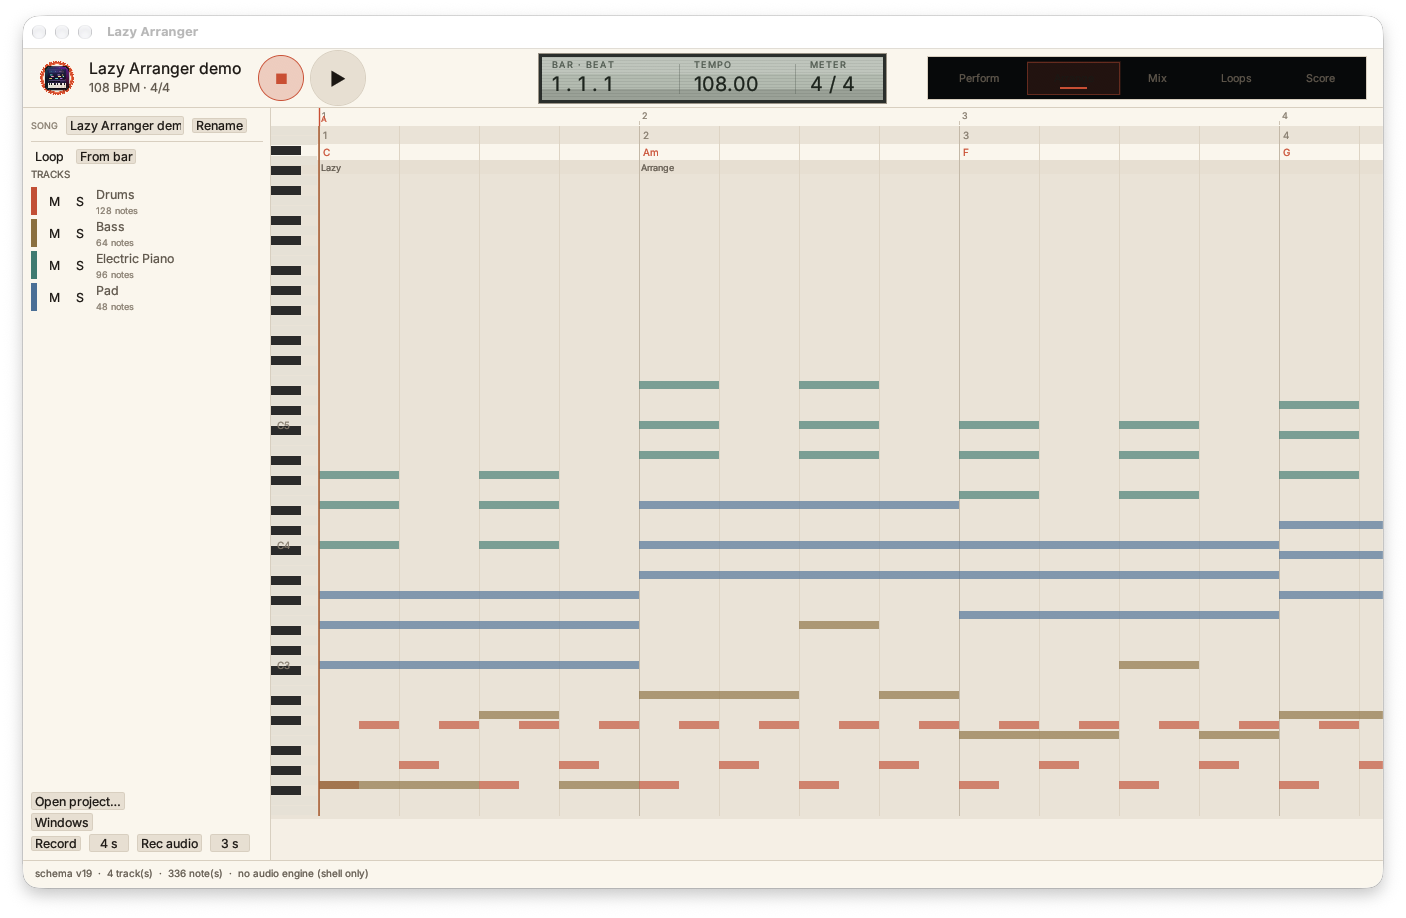 Lazy Arranger
Lazy Arranger demo
108 BPM · 4/4
BAR · BEAT
1 . 1 . 1
TEMPO
108.00
METER
4 / 4
Perform
Mix
Loops
Score
SONG
Lazy Arranger dem
Rename
Loop
From bar
TRACKS
M S Drums
128 notes
M S Bass
64 notes
M S Electric Piano
96 notes
M S Pad
48 notes
1 2 3 4
A
1 2 3 4
C Am F G
Lazy Arrange
C5
C4
C3
Open project...
Windows
Record 4 s Rec audio 3 s
schema v19 · 4 track(s) · 336 note(s) · no audio engine (shell only)